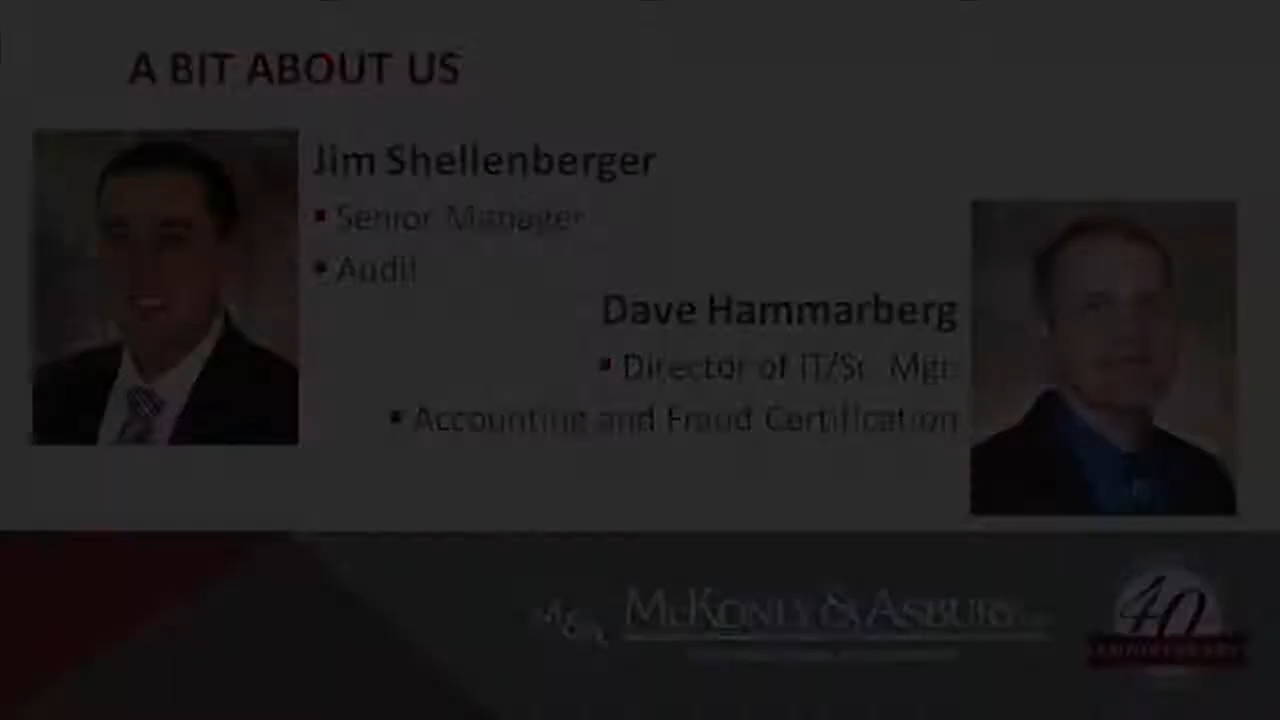 A BIT ABOUT US
Jim Shellenberger
▪ Senior Manager
▪ Audit
Dave Hammarberg
▪ Director of IT/Sr. Mgr.
▪ Accounting and Fraud Certification
McKonly & Asbury
40
ANNIVERSARY